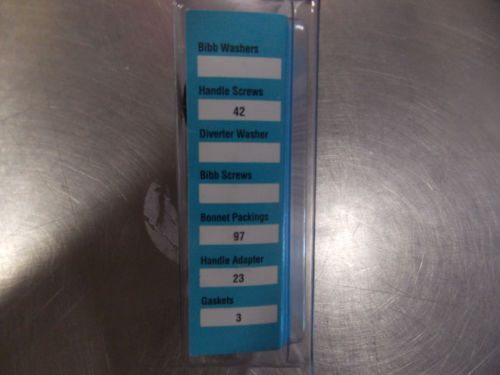 Bibb Washers
Handle Screws
42
Diverter Washer
Bibb Screws
Bonnet Packings
97
Handle Adapter
23
Gaskets
3